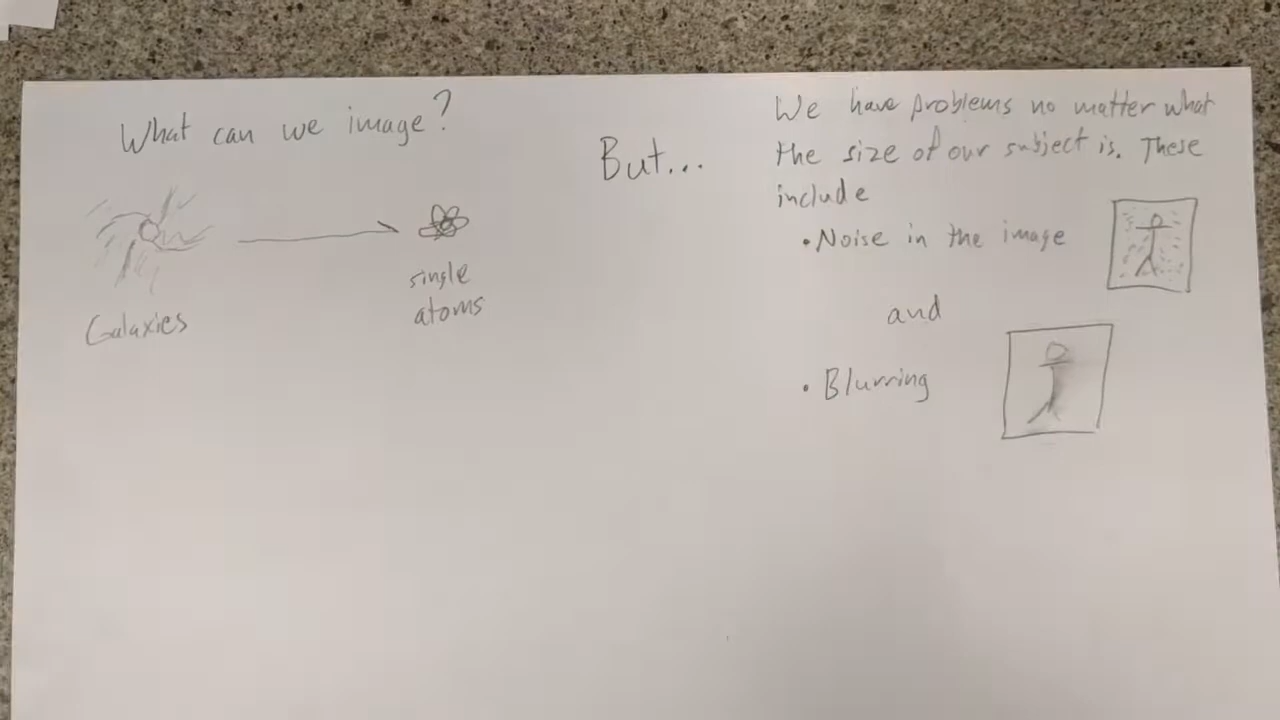 What can we image?
Galaxies
single
atoms
But...
We have problems no matter what
the size of our subject is. These
include
• Noise in the image
and
• Blurring